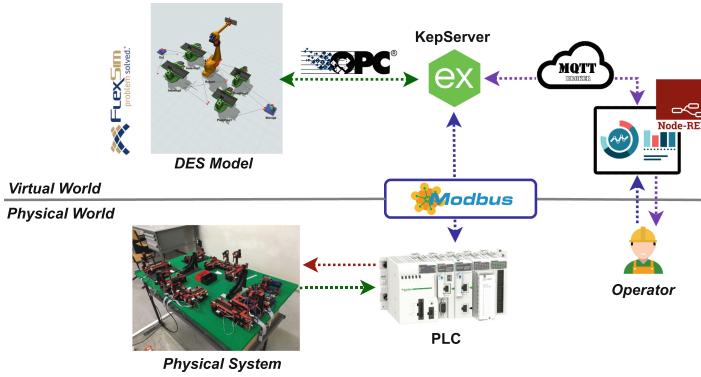 KepServer
FlexSim
problem solved.®
OPC®
ex
MQTT
Node-RE
DES Model
Virtual World
Physical World
Modbus
Operator
PLC
Physical System